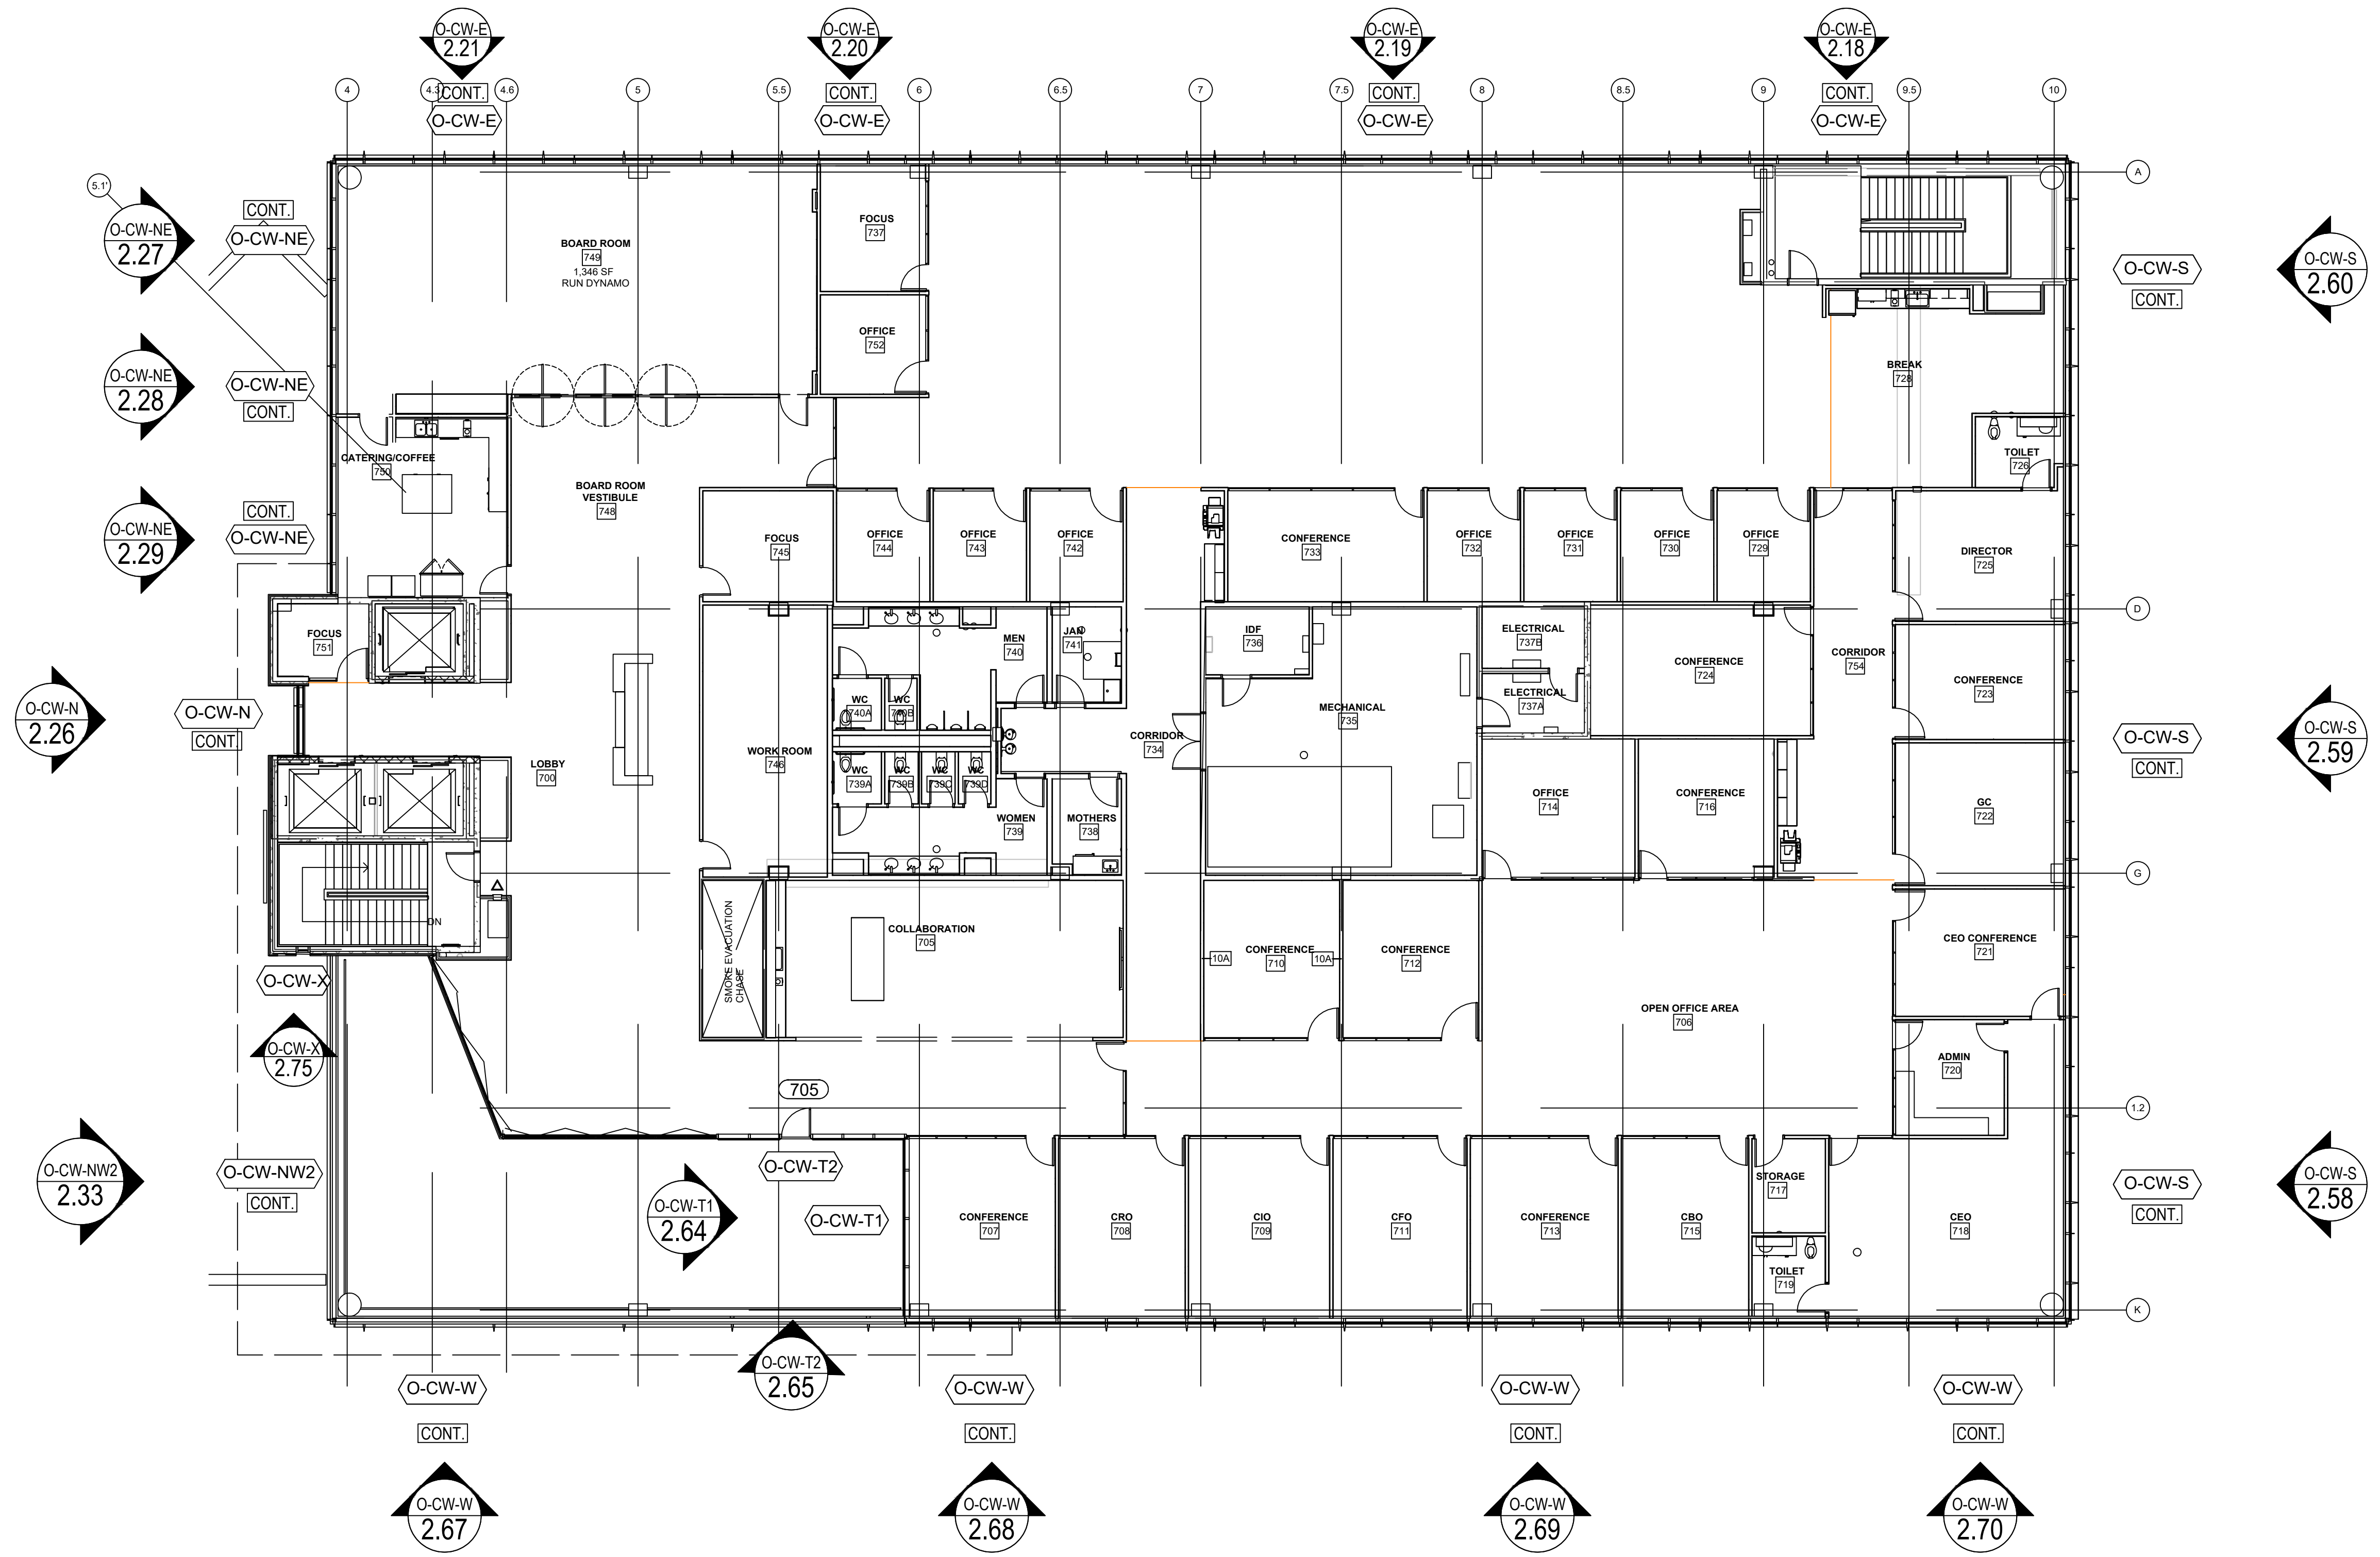 O-CW-E
2.21
O-CW-E
2.20
O-CW-E
2.19
O-CW-E
2.18
4
4.3
CONT.
4.6
5
5.5
CONT.
6
6.5
7
7.5
CONT.
8
8.5
9
CONT.
9.5
10
O-CW-E
O-CW-E
O-CW-E
O-CW-E
A
5.1'
CONT.
O-CW-NE
2.27
O-CW-NE
FOCUS
737
BOARD ROOM
749
1,346 SF
RUN DYNAMO
O-CW-S
CONT.
O-CW-S
2.60
OFFICE
752
O-CW-NE
2.28
O-CW-NE
CONT.
BREAK
728
CATERING/COFFEE
750
TOILET
726
BOARD ROOM
VESTIBULE
748
CONT.
O-CW-NE
O-CW-NE
2.29
FOCUS
745
OFFICE
744
OFFICE
743
OFFICE
742
CONFERENCE
733
OFFICE
732
OFFICE
731
OFFICE
730
OFFICE
729
DIRECTOR
725
D
FOCUS
751
MEN
740
JAN
741
IDF
736
ELECTRICAL
737B
CONFERENCE
724
CORRIDOR
754
CONFERENCE
723
ELECTRICAL
737A
WC
740A
WC
740B
MECHANICAL
735
O-CW-N
2.26
O-CW-N
CONT.
CORRIDOR
734
O-CW-S
CONT.
O-CW-S
2.59
WORK ROOM
746
LOBBY
700
WC
739A
WC
739B
WC
739C
WC
739D
OFFICE
714
CONFERENCE
716
GC
722
WOMEN
739
MOTHERS
738
G
DN
SMOKE EVACUATION
CHASE
COLLABORATION
705
10A
CONFERENCE
710
10A
CONFERENCE
712
CEO CONFERENCE
721
O-CW-X
OPEN OFFICE AREA
706
O-CW-X
2.75
ADMIN
720
705
1.2
O-CW-NW2
2.33
O-CW-NW2
CONT.
O-CW-T2
O-CW-T1
2.64
O-CW-T1
STORAGE
717
O-CW-S
CONT.
O-CW-S
2.58
CONFERENCE
707
CRO
708
CIO
709
CFO
711
CONFERENCE
713
CBO
715
CEO
718
TOILET
719
K
O-CW-T2
2.65
O-CW-W
O-CW-W
O-CW-W
O-CW-W
CONT.
CONT.
CONT.
CONT.
O-CW-W
2.67
O-CW-W
2.68
O-CW-W
2.69
O-CW-W
2.70